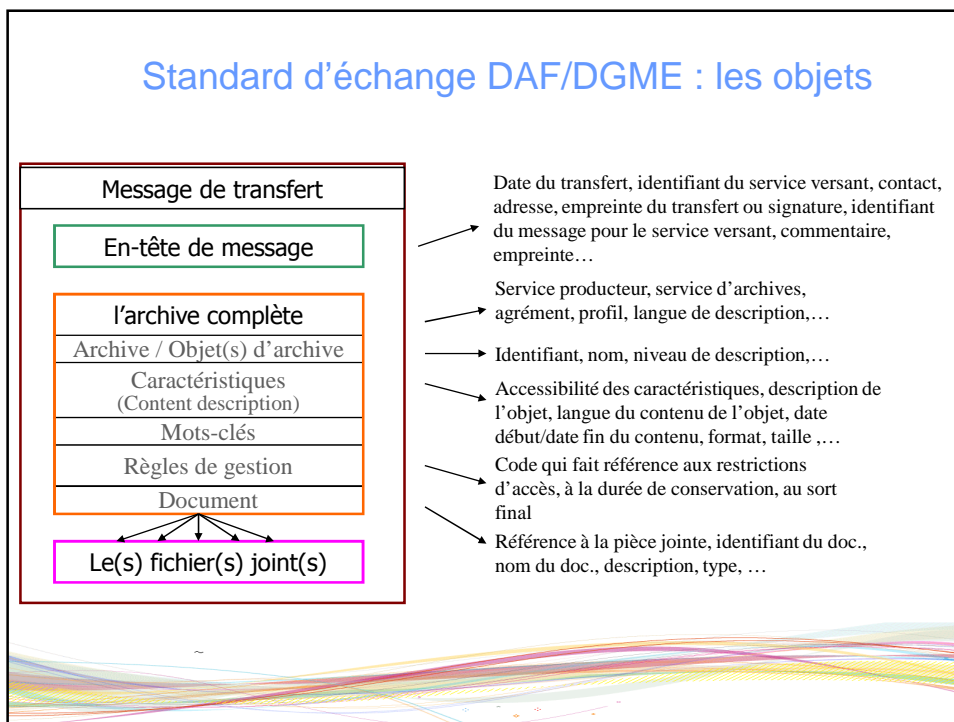 Standard d'échange DAF/DGME : les objets
Message de transfert
En-tête de message
l'archive complète
Archive / Objet(s) d'archive
Caractéristiques
(Content description)
Mots-clés
Règles de gestion
Document
Le(s) fichier(s) joint(s)
Date du transfert, identifiant du service versant, contact,
adresse, empreinte du transfert ou signature, identifiant
du message pour le service versant, commentaire,
empreinte…
Service producteur, service d'archives,
agrément, profil, langue de description,…
Identifiant, nom, niveau de description,…
Accessibilité des caractéristiques, description de
l'objet, langue du contenu de l'objet, date
début/date fin du contenu, format, taille ,…
Code qui fait référence aux restrictions
d'accès, à la durée de conservation, au sort
final
Référence à la pièce jointe, identifiant du doc.,
nom du doc., description, type, …